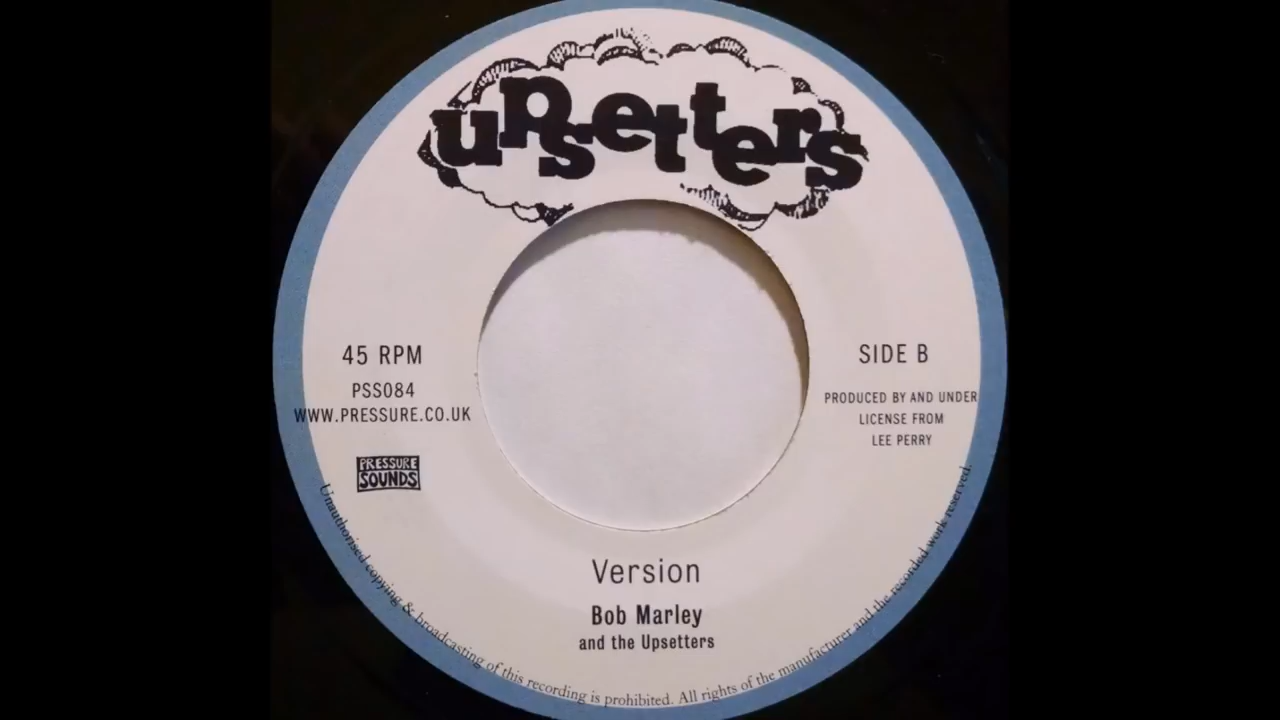 upsetters
45 RPM
PSS084
WWW.PRESSURE.CO.UK
PRESSURE
SOUNDS
SIDE B
PRODUCED BY AND UNDER
LICENSE FROM
LEE PERRY
Version
Bob Marley
and the Upsetters
Unauthorised copying & broadcasting of this recording is prohibited. All rights of the manufacturer and the recorded work reserved.